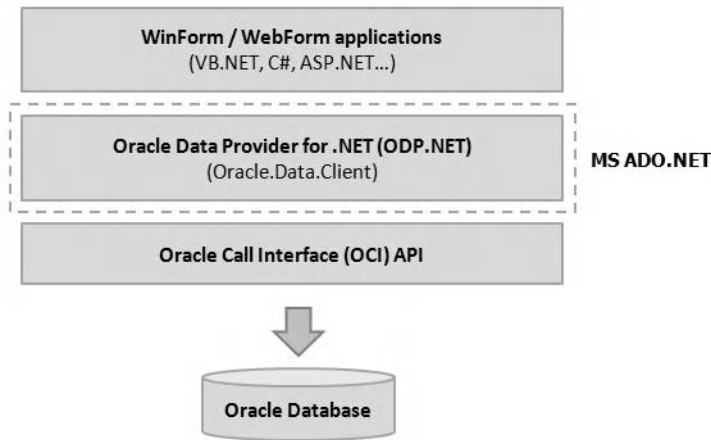 WinForm / WebForm applications
(VB.NET, C#, ASP.NET...)
Oracle Data Provider for .NET (ODP.NET)
(Oracle.Data.Client)
MS ADO.NET
Oracle Call Interface (OCI) API
Oracle Database